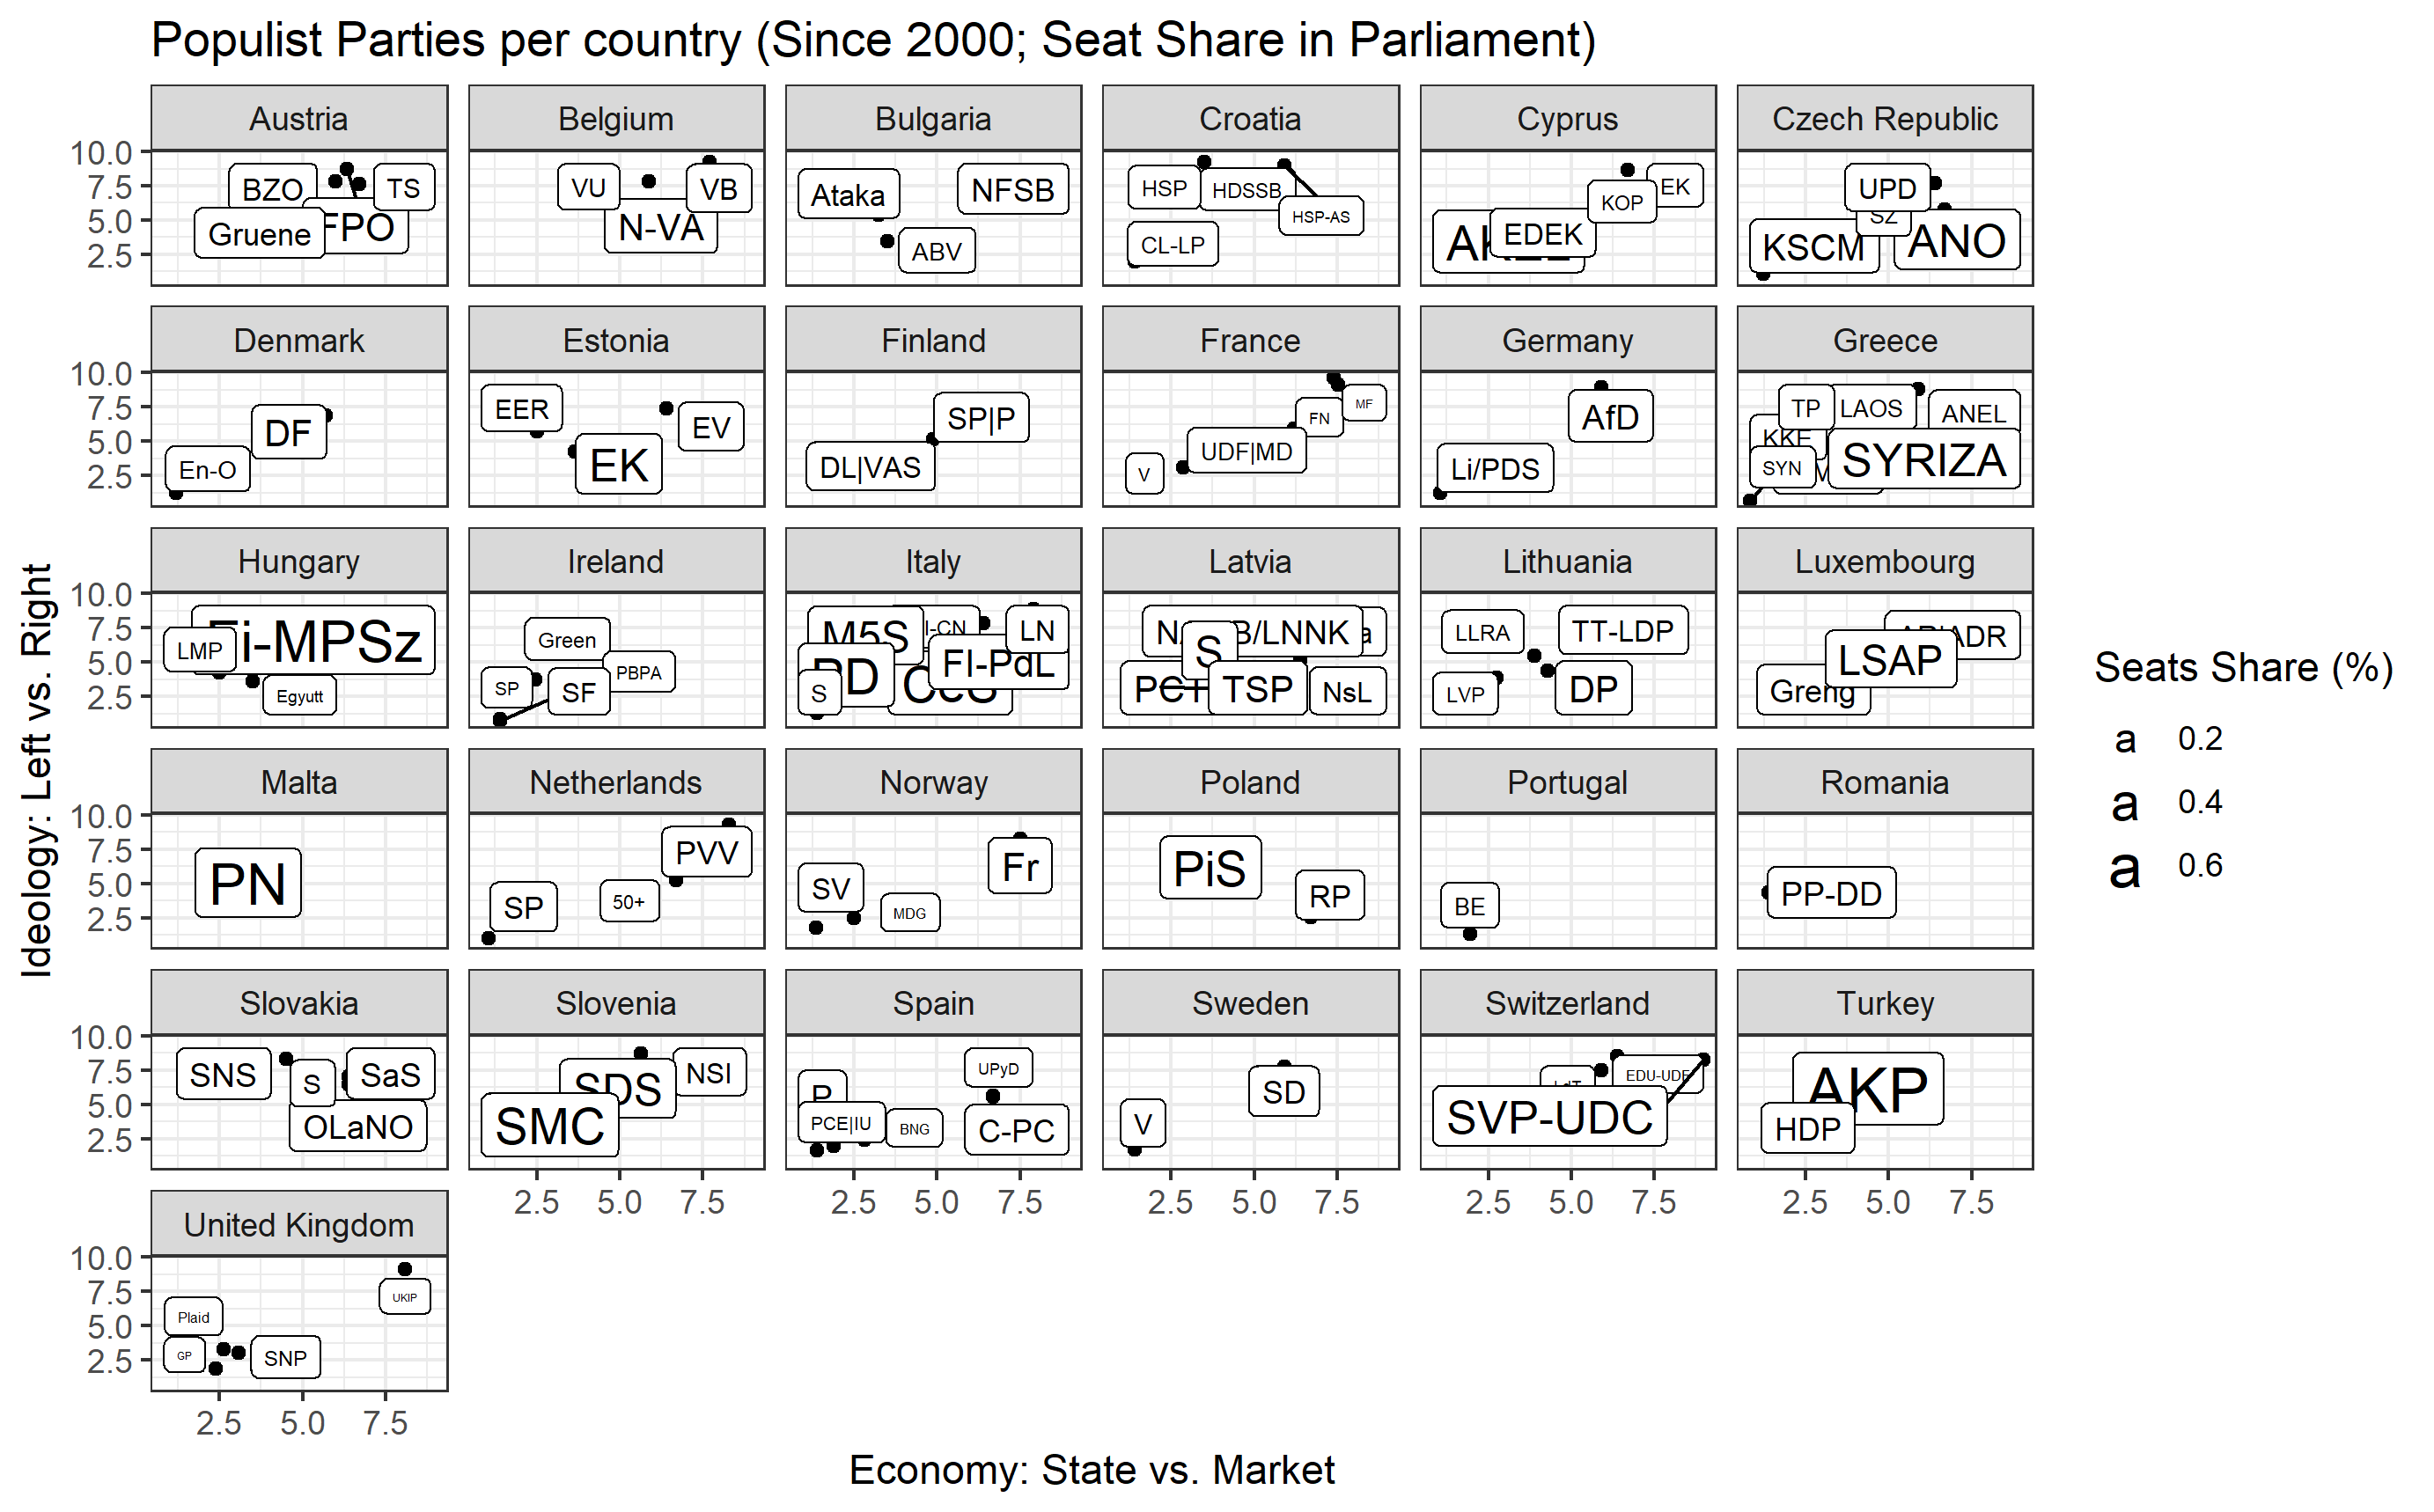 Populist Parties per country (Since 2000; Seat Share in Parliament)
Austria Belgium Bulgaria Croatia Cyprus Czech Republic
10.0
7.5
5.0
2.5
BZO TS FPO Gruene
VU VB N-VA
Ataka NFSB ABV
HSP HDSSB HSP-AS CL-LP
EK KOP EDEK
UPD SZ KSCM ANO
Denmark Estonia Finland France Germany Greece
10.0
7.5
5.0
2.5
DF En-O
EER EV EK
SP|P DL|VAS
MF FN UDF|MD V
AfD Li/PDS
TP LAOS ANEL KKE SYN SYRIZA
Hungary Ireland Italy Latvia Lithuania Luxembourg
10.0
7.5
5.0
2.5
Fi-MPSz LMP Egyutt
Green PBPA SP SF
M5S I-CN LN PD FI-PdL S CCS
B/LNNK S TSP NsL
LLRA TT-LDP LVP DP
ADR LSAP Greng
Malta Netherlands Norway Poland Portugal Romania
10.0
7.5
5.0
2.5
PN
PVV SP 50+
Fr SV MDG
PiS RP
BE
PP-DD
Slovakia Slovenia Spain Sweden Switzerland Turkey
10.0
7.5
5.0
2.5
SNS S SaS OLaNO
NSI SDS SMC
UPyD P PCE|IU BNG C-PC
SD V
EDU-UDF SVP-UDC
AKP HDP
2.5 5.0 7.5
2.5 5.0 7.5
2.5 5.0 7.5
2.5 5.0 7.5
2.5 5.0 7.5
United Kingdom
10.0
7.5
5.0
2.5
UKIP Plaid GP SNP
2.5 5.0 7.5
Economy: State vs. Market
Ideology: Left vs. Right
Seats Share (%)
a 0.2
a 0.4
a 0.6